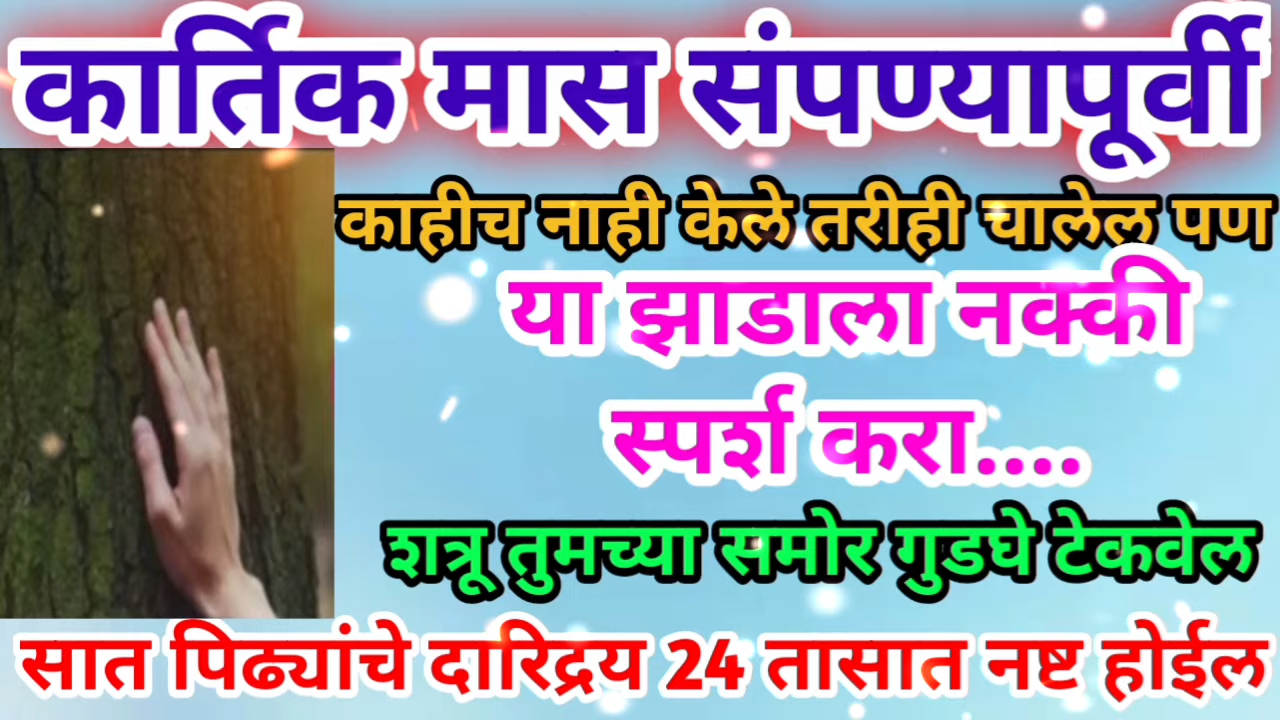 कार्तिक मास संपण्यापूर्वी
काहीच नाही केले तरीही चालेल पण
या झाडाला नक्की
स्पर्श करा....
शत्रू तुमच्या समोर गुडघे टेकवेल
सात पिढ्यांचे दारिद्रय 24 तासात नष्ट होईल